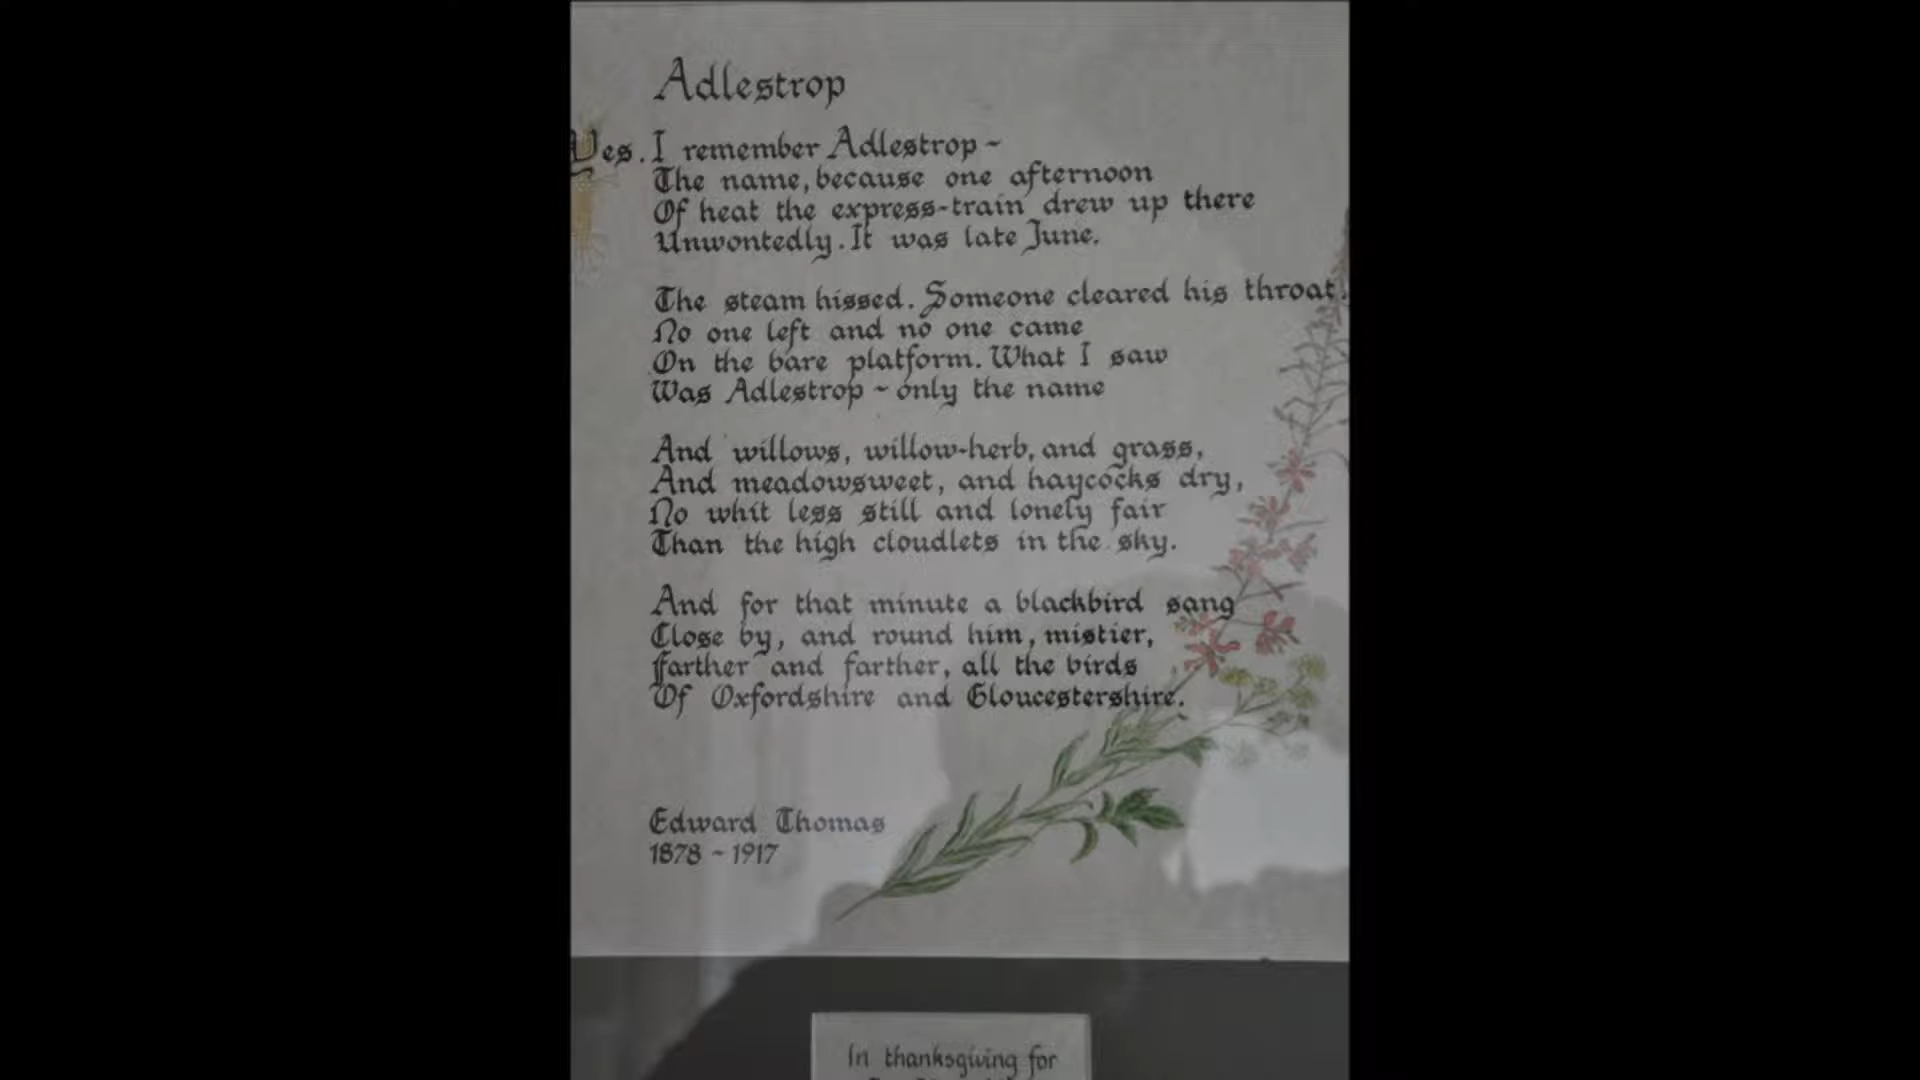 Adlestrop
Yes. I remember Adlestrop ~
The name, because one afternoon
Of heat the express-train drew up there
Unwontedly. It was late June.
The steam hissed. Someone cleared his throat.
No one left and no one came
On the bare platform. What I saw
Was Adlestrop ~ only the name
And willows, willow-herb, and grass,
And meadowsweet, and haycocks dry,
No whit less still and lonely fair
Than the high cloudlets in the sky.
And for that minute a blackbird sang
Close by, and round him, mistier,
Farther and farther, all the birds
Of Oxfordshire and Gloucestershire.
Edward Thomas
1878 ~ 1917
In thanksgiving for